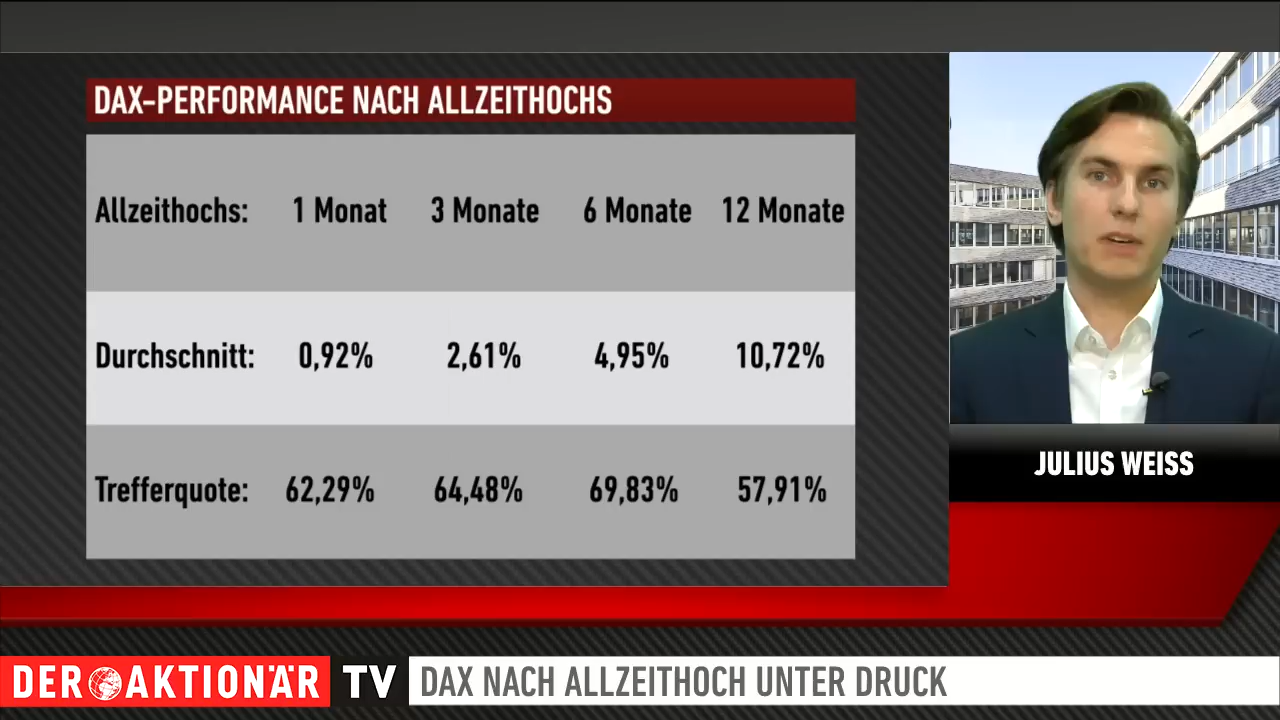 DAX-PERFORMANCE NACH ALLZEITHOCHS
Allzeithochs: 1 Monat 3 Monate 6 Monate 12 Monate
Durchschnitt: 0,92% 2,61% 4,95% 10,72%
Trefferquote: 62,29% 64,48% 69,83% 57,91%
JULIUS WEISS
DER AKTIONÄR TV
DAX NACH ALLZEITHOCH UNTER DRUCK